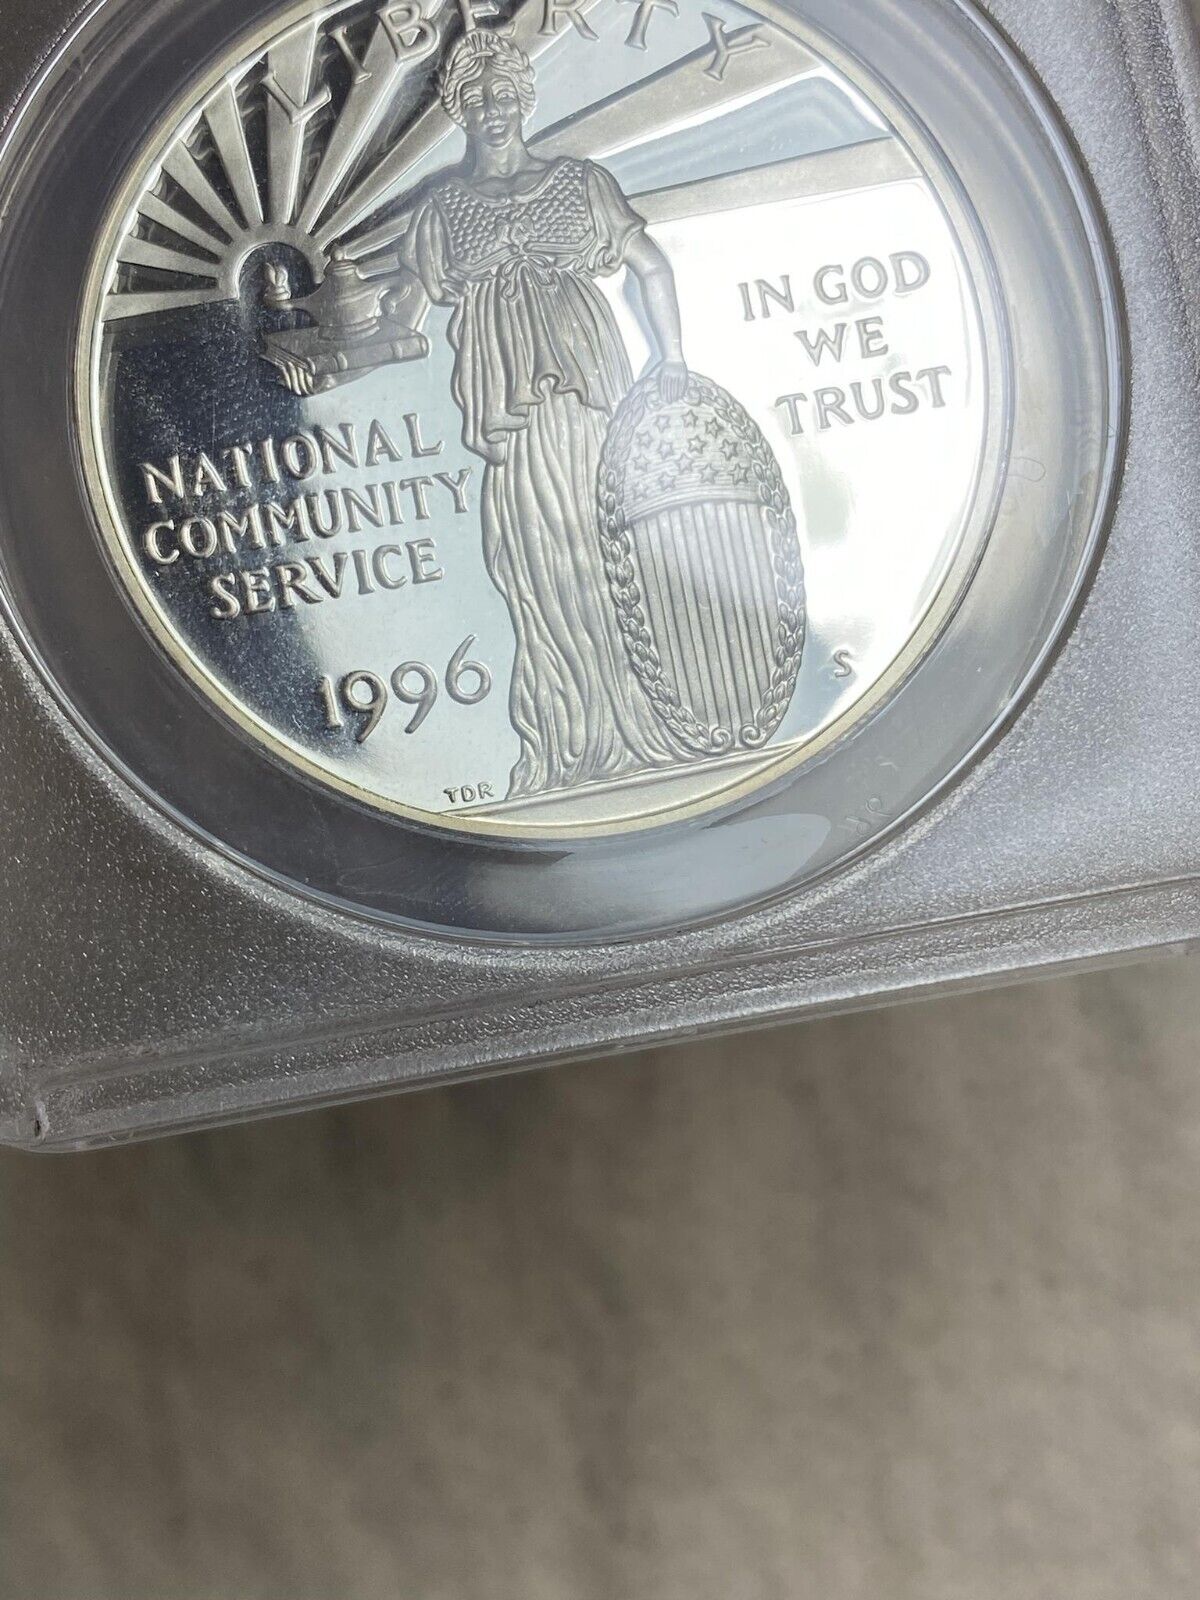 LIBERTY
IN GOD
WE
TRUST
NATIONAL
COMMUNITY
SERVICE
1996
S
TDR